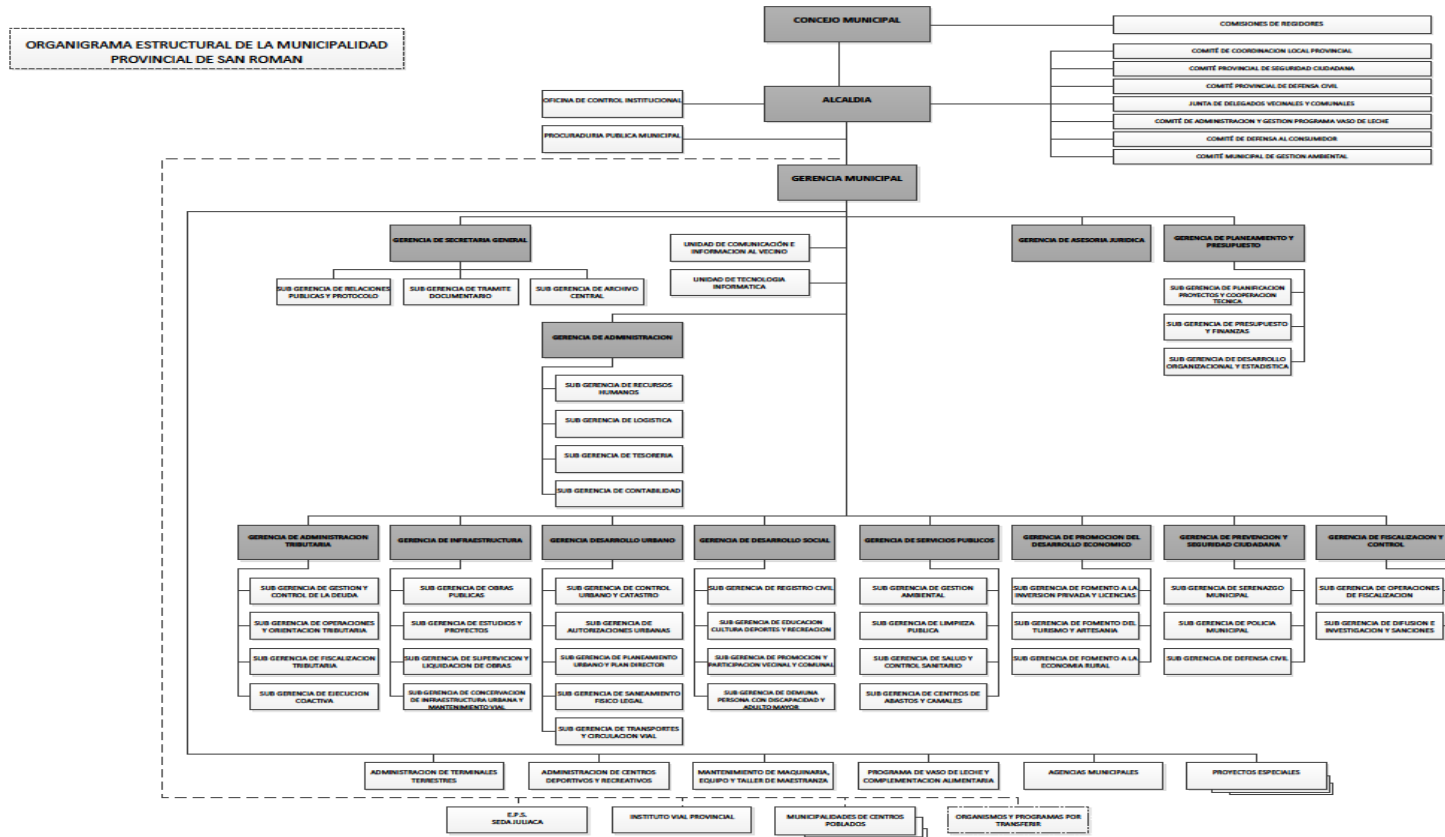 ORGANIGRAMA ESTRUCTURAL DE LA MUNICIPALIDAD
PROVINCIAL DE SAN ROMAN
CONCEJO MUNICIPAL
COMISIONES DE REGIDORES
COMITÉ DE COORDINACION LOCAL PROVINCIAL
COMITÉ PROVINCIAL DE SEGURIDAD CIUDADANA
COMITÉ PROVINCIAL DE DEFENSA CIVIL
JUNTA DE DELEGADOS VECINALES Y COMUNALES
COMITÉ DE ADMINISTRACION Y GESTION PROGRAMA VASO DE LECHE
COMITÉ DE DEFENSA AL CONSUMIDOR
COMITÉ MUNICIPAL DE GESTION AMBIENTAL
ALCALDIA
OFICINA DE CONTROL INSTITUCIONAL
PROCURADURIA PUBLICA MUNICIPAL
GERENCIA MUNICIPAL
GERENCIA DE SECRETARIA GENERAL
SUB GERENCIA DE RELACIONES
PUBLICAS Y PROTOCOLO
SUB GERENCIA DE TRAMITE
DOCUMENTARIO
SUB GERENCIA DE ARCHIVO
CENTRAL
UNIDAD DE COMUNICACIÓN E
INFORMACION AL VECINO
UNIDAD DE TECNOLOGIA
INFORMATICA
GERENCIA DE ASESORIA JURIDICA
GERENCIA DE PLANEAMIENTO Y
PRESUPUESTO
SUB GERENCIA DE PLANIFICACION
PROYECTOS Y COOPERACION
TECNICA
SUB GERENCIA DE PRESUPUESTO
Y FINANZAS
SUB GERENCIA DE DESARROLLO
ORGANIZACIONAL Y ESTADISTICA
GERENCIA DE ADMINISTRACION
SUB GERENCIA DE RECURSOS
HUMANOS
SUB GERENCIA DE LOGISTICA
SUB GERENCIA DE TESORERIA
SUB GERENCIA DE CONTABILIDAD
GERENCIA DE ADMINISTRACION
TRIBUTARIA
SUB GERENCIA DE GESTION Y
CONTROL DE LA DEUDA
SUB GERENCIA DE OPERACIONES
Y ORIENTACION TRIBUTARIA
SUB GERENCIA DE FISCALIZACION
TRIBUTARIA
SUB GERENCIA DE EJECUCION
COACTIVA
GERENCIA DE INFRAESTRUCTURA
SUB GERENCIA DE OBRAS
PUBLICAS
SUB GERENCIA DE ESTUDIOS Y
PROYECTOS
SUB GERENCIA DE SUPERVISION Y
LIQUIDACION DE OBRAS
SUB GERENCIA DE CONCERVACION
DE INFRAESTRUCTURA URBANA Y
MANTENIMIENTO VIAL
GERENCIA DESARROLLO URBANO
SUB GERENCIA DE CONTROL
URBANO Y CATASTRO
SUB GERENCIA DE
AUTORIZACIONES URBANAS
SUB GERENCIA DE PLANEAMIENTO
URBANO Y PLAN DIRECTOR
SUB GERENCIA DE SANEAMIENTO
FISICO LEGAL
SUB GERENCIA DE TRANSPORTES
Y CIRCULACION VIAL
GERENCIA DE DESARROLLO SOCIAL
SUB GERENCIA DE REGISTRO CIVIL
SUB GERENCIA DE EDUCACION
CULTURA DEPORTES Y RECREACION
SUB GERENCIA DE PROMOCION Y
PARTICIPACION VECINAL Y COMUNAL
SUB GERENCIA DE DEMUNA
PERSONA CON DISCAPACIDAD Y
ADULTO MAYOR
GERENCIA DE SERVICIOS PUBLICOS
SUB GERENCIA DE GESTION
AMBIENTAL
SUB GERENCIA DE LIMPIEZA
PUBLICA
SUB GERENCIA DE SALUD Y
CONTROL SANITARIO
SUB GERENCIA DE CENTROS DE
ABASTOS Y CAMALES
GERENCIA DE PROMOCION DEL
DESARROLLO ECONOMICO
SUB GERENCIA DE FOMENTO A LA
INVERSION PRIVADA Y LICENCIAS
SUB GERENCIA DE FOMENTO DEL
TURISMO Y ARTESANIA
SUB GERENCIA DE FOMENTO A LA
ECONOMIA RURAL
GERENCIA DE PREVENCION Y
SEGURIDAD CIUDADANA
SUB GERENCIA DE SERENAZGO
MUNICIPAL
SUB GERENCIA DE POLICIA
MUNICIPAL
SUB GERENCIA DE DEFENSA CIVIL
GERENCIA DE FISCALIZACION Y
CONTROL
SUB GERENCIA DE OPERACIONES
DE FISCALIZACION
SUB GERENCIA DE DIFUSION E
INVESTIGACION Y SANCIONES
ADMINISTRACION DE TERMINALES
TERRESTRES
ADMINISTRACION DE CENTROS
DEPORTIVOS Y RECREATIVOS
MANTENIMIENTO DE MAQUINARIA,
EQUIPO Y TALLER DE MAESTRANZA
PROGRAMA DE VASO DE LECHE Y
COMPLEMENTACION ALIMENTARIA
AGENCIAS MUNICIPALES
PROYECTOS ESPECIALES
E.P.S.
SEDA JULIACA
INSTITUTO VIAL PROVINCIAL
MUNICIPALIDADES DE CENTROS
POBLADOS
ORGANISMOS Y PROGRAMAS POR
TRANSFERIR